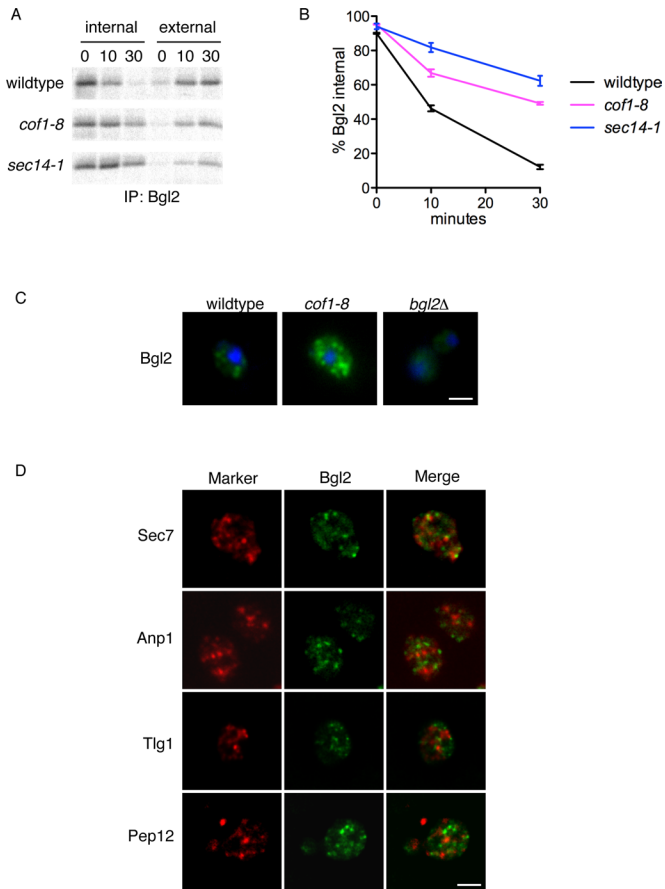 A
internal external
0 10 30 0 10 30
wildtype
cof1-8
sec14-1
IP: Bgl2
B
% Bgl2 internal
100
80
60
40
20
0
0 10 20 30
minutes
wildtype
cof1-8
sec14-1
C
wildtype cof1-8 bgl2Δ
Bgl2
D
Marker Bgl2 Merge
Sec7
Anp1
Tlg1
Pep12